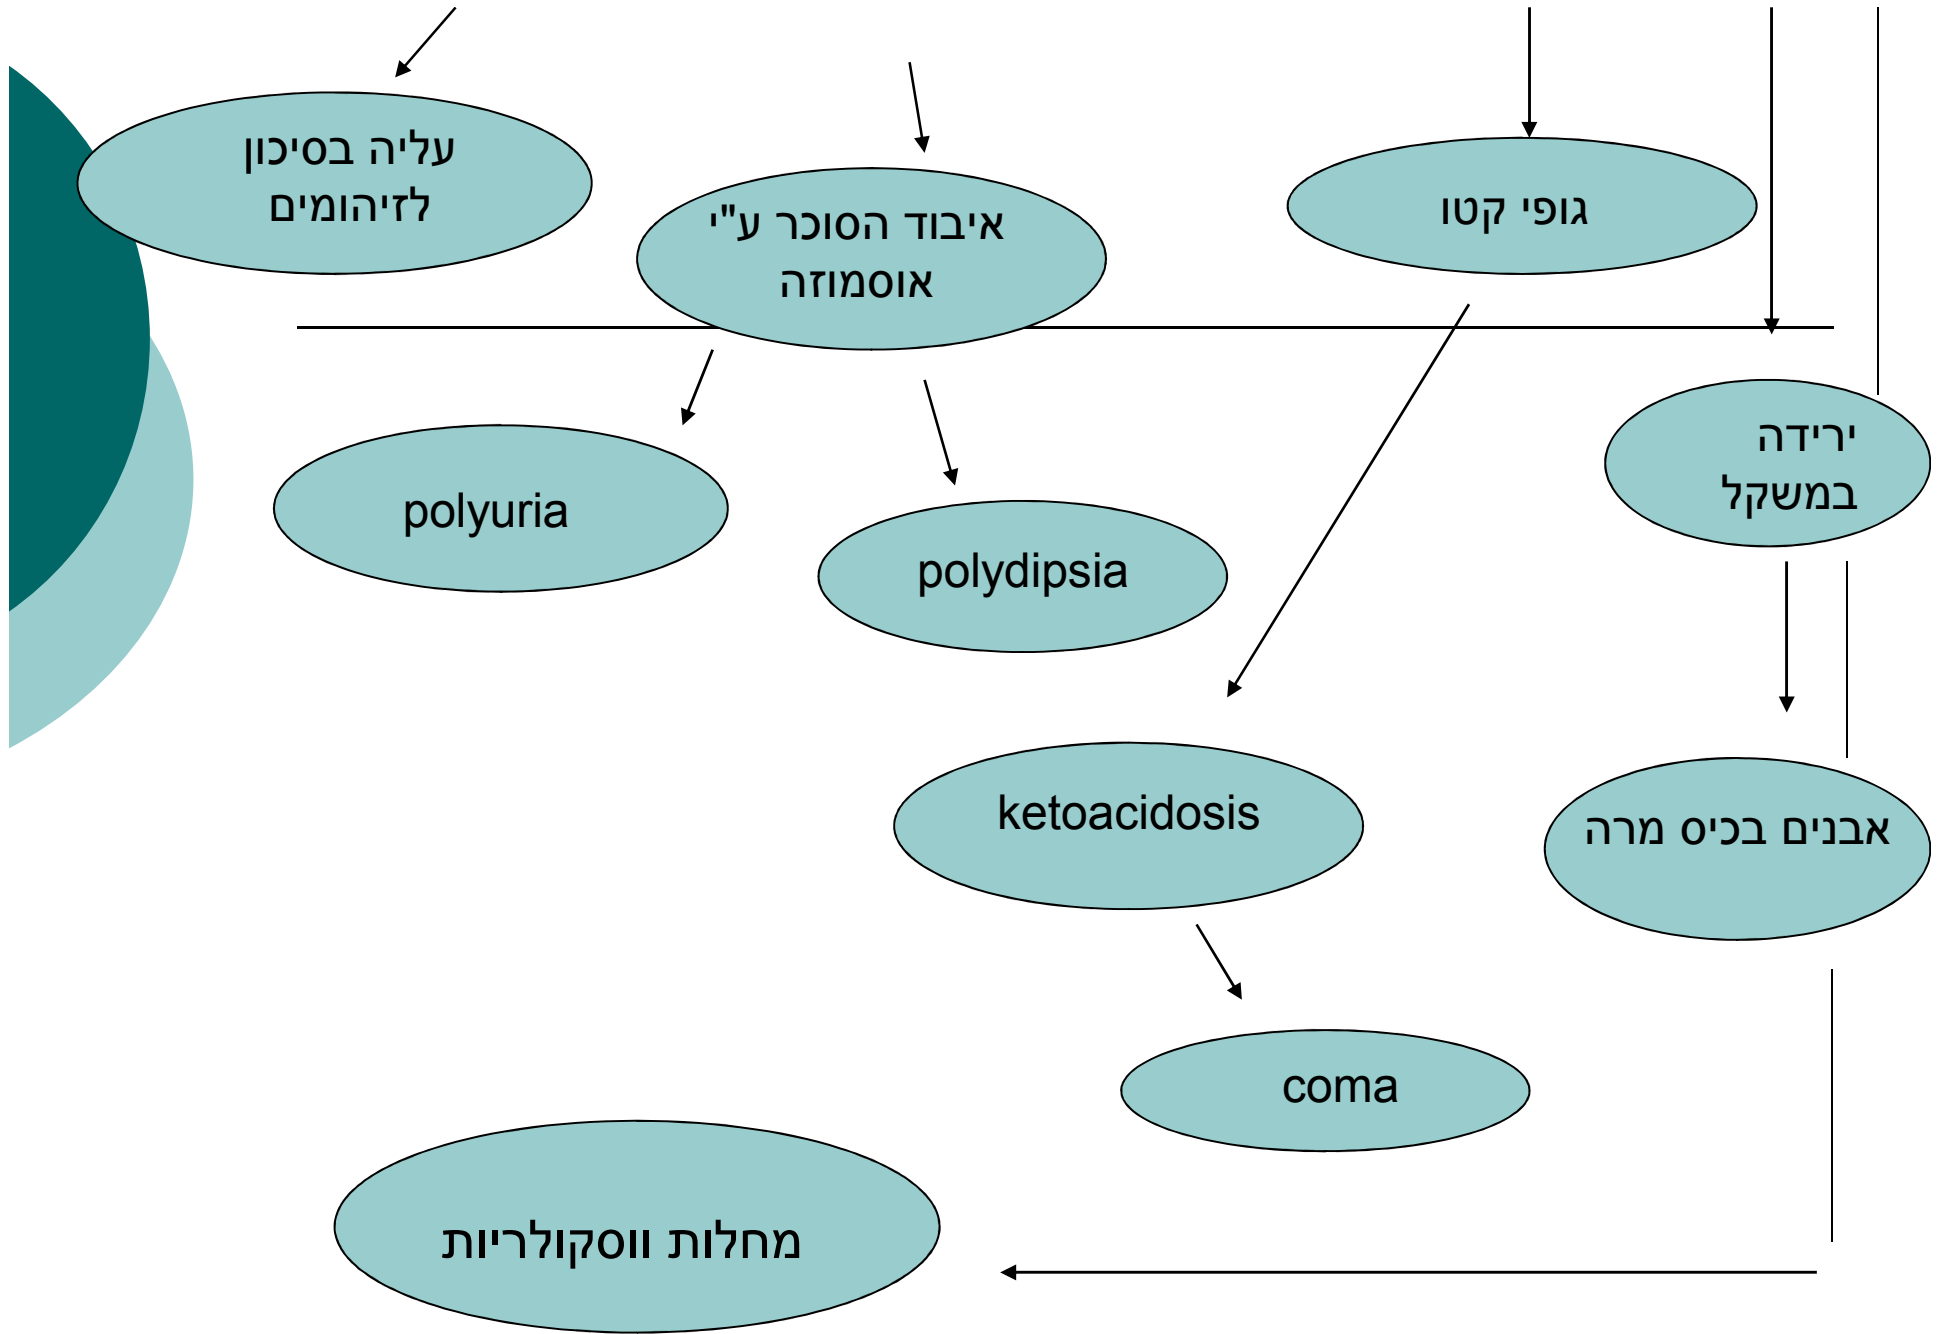 עליה בסיכון
לזיהומים
איבוד הסוכר ע"י
אוסמוזה
גופי קטו
polyuria
polydipsia
ירידה
במשקל
ketoacidosis
אבנים בכיס מרה
coma
מחלות ווסקולריות